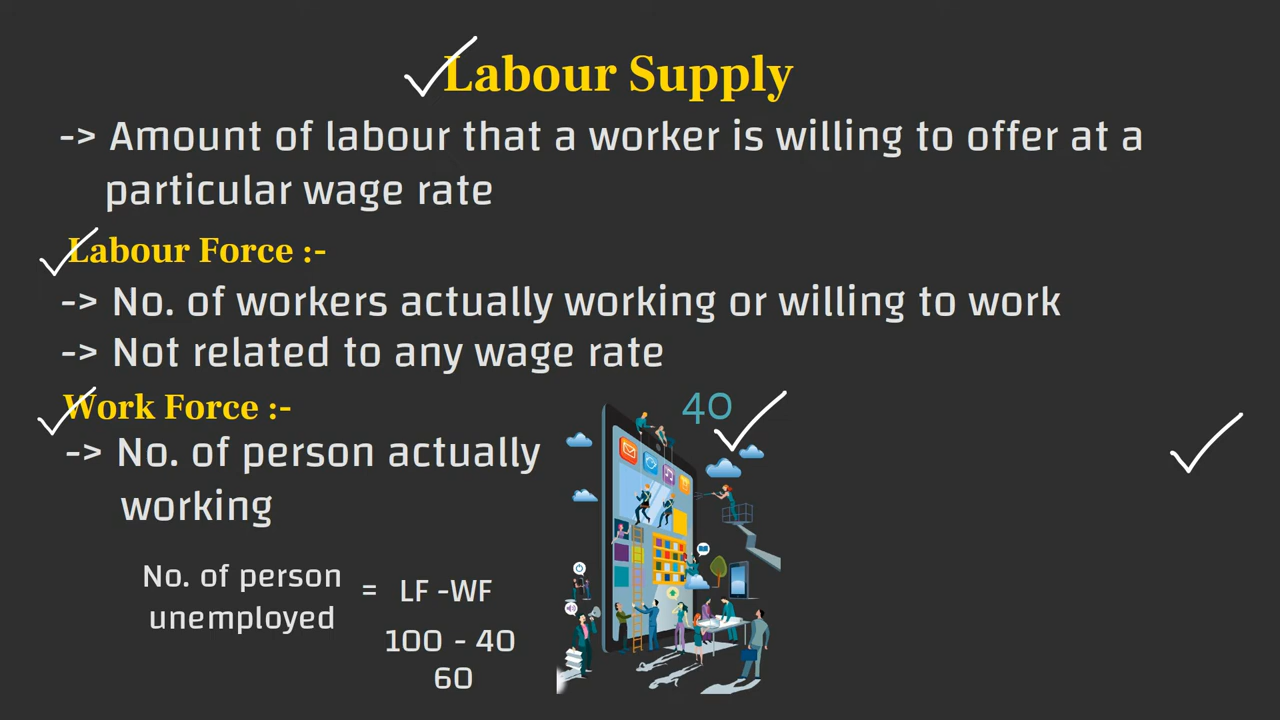 Labour Supply
-> Amount of labour that a worker is willing to offer at a
particular wage rate
Labour Force :-
-> No. of workers actually working or willing to work
-> Not related to any wage rate
Work Force :-
40
-> No. of person actually
working
No. of person
unemployed
= LF -WF
100 - 40
60